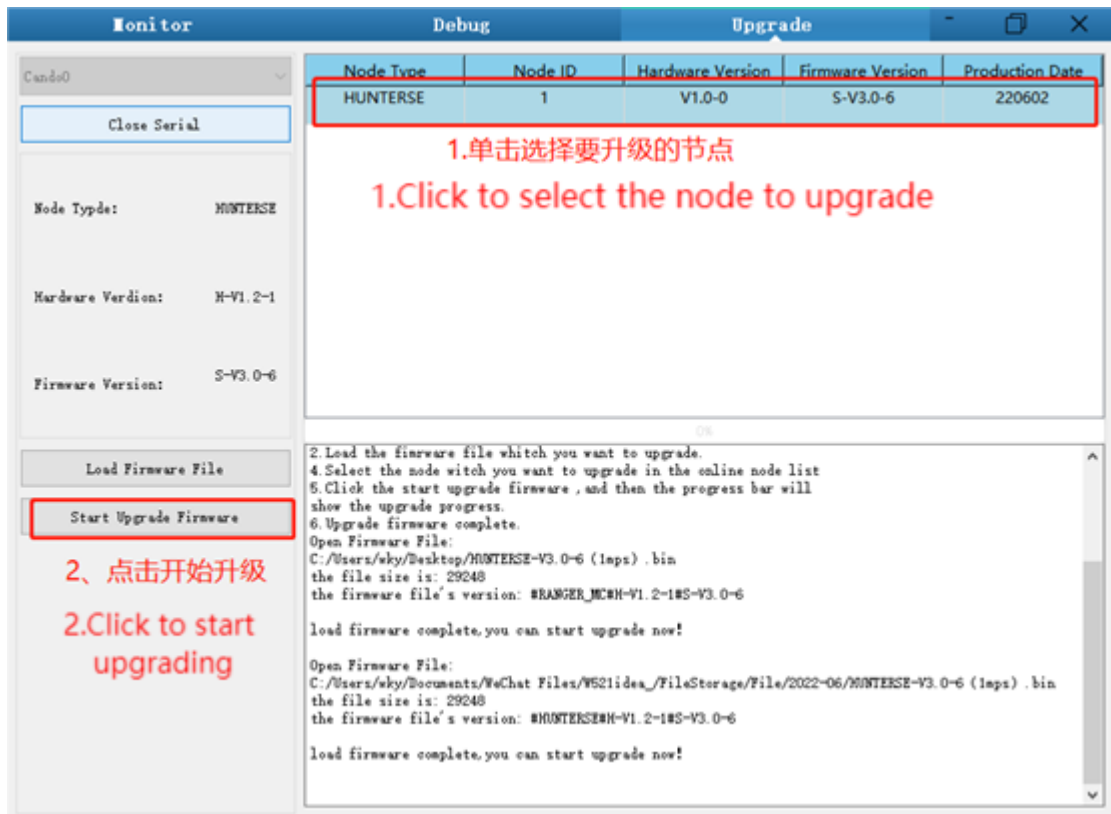 Monitor Debug Upgrade
Cando0
Close Serial
Node Typde: HUNTERSE
Hardware Verdion: H-V1.2-1
Firmware Version: S-V3.0-6
Load Firmware File
Start Upgrade Firmware
2、点击开始升级
2.Click to start
upgrading
Node Type Node ID Hardware Version Firmware Version Production Date
HUNTERSE 1 V1.0-0 S-V3.0-6 220602
1.单击选择要升级的节点
1.Click to select the node to upgrade
0%
2.Load the firmware file whitch you want to upgrade.
4.Select the node witch you want to upgrade in the online node list
5.Click the start upgrade firmware ,and then the progress bar will
show the upgrade progress.
6.Upgrade firmware complete.
Open Firmware File:
C:/Users/wky/Desktop/HUNTERSE-V3.0-6 (1mps) .bin
the file size is: 29248
the firmware file's version: #RANGER_MC#H-V1.2-1#S-V3.0-6
load firmware complete,you can start upgrade now!
Open Firmware File:
C:/Users/wky/Documents/WeChat Files/W521idea_/FileStorage/File/2022-06/HUNTERSE-V3.0-6 (1mps) .bin
the file size is: 29248
the firmware file's version: #HUNTERSE#H-V1.2-1#S-V3.0-6
load firmware complete,you can start upgrade now!